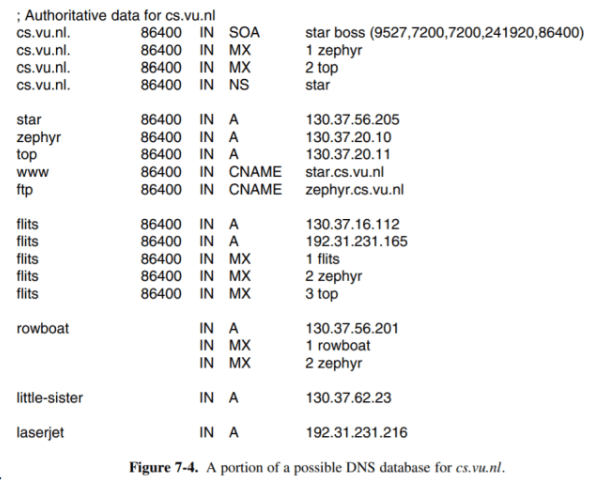 ; Authoritative data for cs.vu.nl
cs.vu.nl. 86400 IN SOA star boss (9527,7200,7200,241920,86400)
cs.vu.nl. 86400 IN MX 1 zephyr
cs.vu.nl. 86400 IN MX 2 top
cs.vu.nl. 86400 IN NS star
star 86400 IN A 130.37.56.205
zephyr 86400 IN A 130.37.20.10
top 86400 IN A 130.37.20.11
www 86400 IN CNAME star.cs.vu.nl
ftp 86400 IN CNAME zephyr.cs.vu.nl
flits 86400 IN A 130.37.16.112
flits 86400 IN A 192.31.231.165
flits 86400 IN MX 1 flits
flits 86400 IN MX 2 zephyr
flits 86400 IN MX 3 top
rowboat IN A 130.37.56.201
IN MX 1 rowboat
IN MX 2 zephyr
little-sister IN A 130.37.62.23
laserjet IN A 192.31.231.216
Figure 7-4. A portion of a possible DNS database for cs.vu.nl.